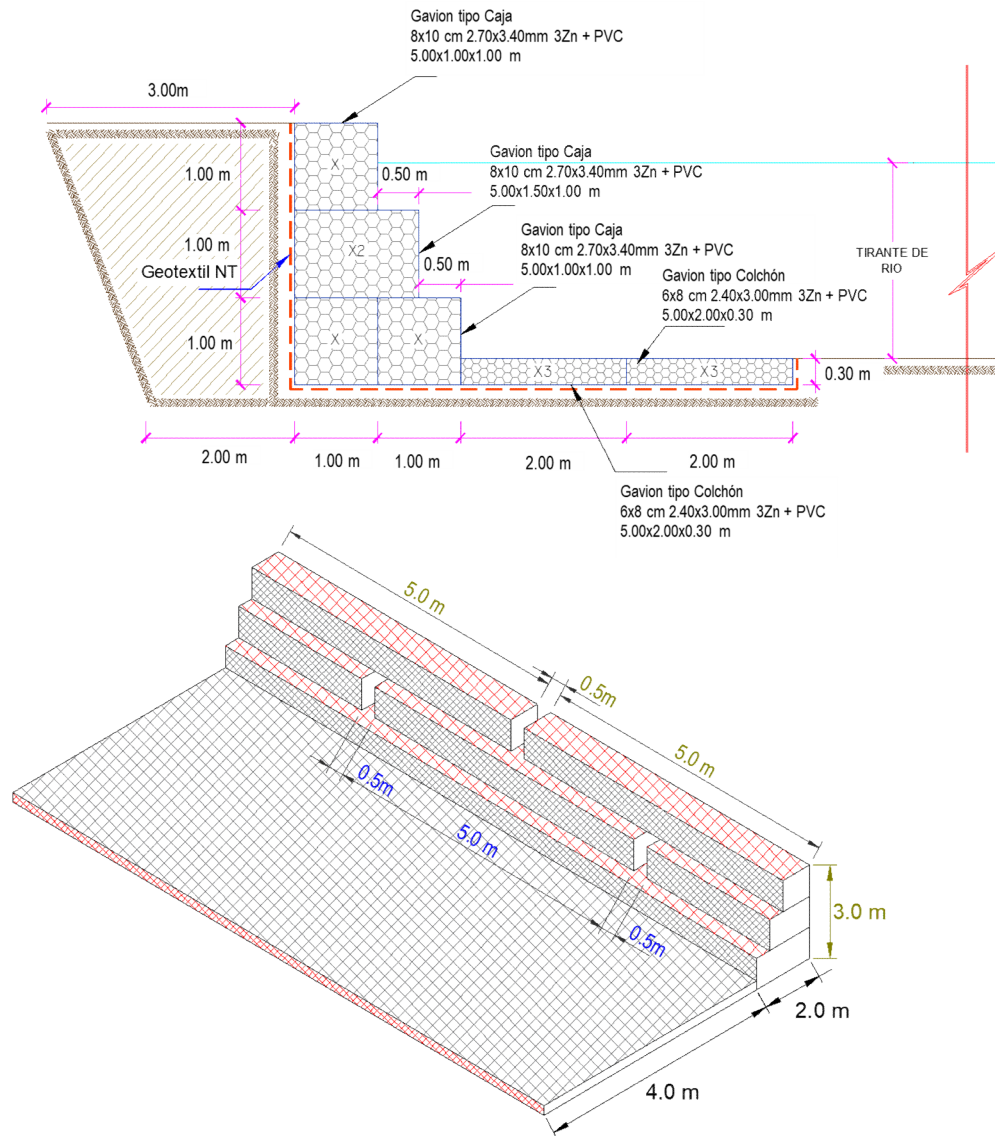 Gavion tipo Caja
8x10 cm 2.70x3.40mm 3Zn + PVC
5.00x1.00x1.00 m
3.00m
Gavion tipo Caja
8x10 cm 2.70x3.40mm 3Zn + PVC
5.00x1.50x1.00 m
1.00 m
X
0.50 m
Gavion tipo Caja
8x10 cm 2.70x3.40mm 3Zn + PVC
5.00x1.00x1.00 m
1.00 m
X2
Geotextil NT
0.50 m
Gavion tipo Colchón
6x8 cm 2.40x3.00mm 3Zn + PVC
5.00x2.00x0.30 m
TIRANTE DE
RIO
1.00 m
X
X
X3
X3
0.30 m
2.00 m
1.00 m
1.00 m
2.00 m
2.00 m
Gavion tipo Colchón
6x8 cm 2.40x3.00mm 3Zn + PVC
5.00x2.00x0.30 m
5.0 m
0.5m
5.0 m
0.5m
5.0 m
0.5m
3.0 m
2.0 m
4.0 m